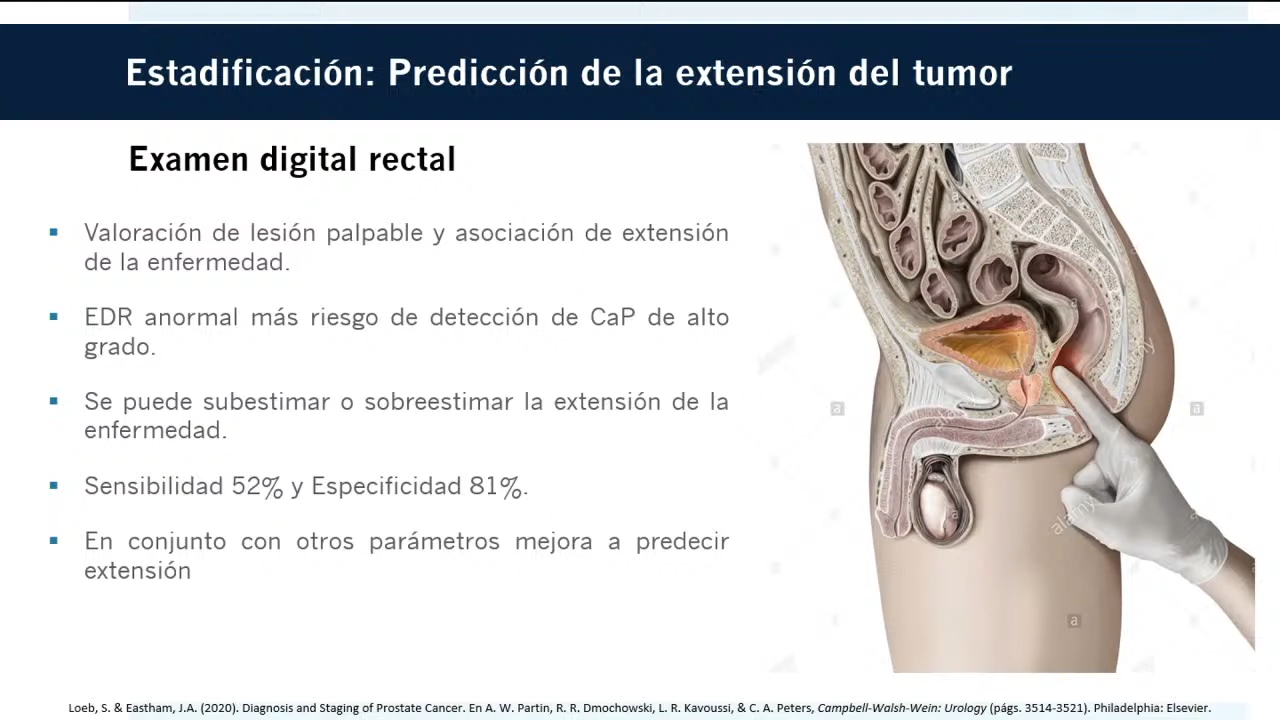 Estadificación: Predicción de la extensión del tumor
Examen digital rectal
▪ Valoración de lesión palpable y asociación de extensión
de la enfermedad.
▪ EDR anormal más riesgo de detección de CaP de alto
grado.
▪ Se puede subestimar o sobreestimar la extensión de la
enfermedad.
▪ Sensibilidad 52% y Especificidad 81%.
▪ En conjunto con otros parámetros mejora a predecir
extensión
a
alamy
a
a
alamy
a
alamy
a
a
Loeb, S. & Eastham, J.A. (2020). Diagnosis and Staging of Prostate Cancer. En A. W. Partin, R. R. Dmochowski, L. R. Kavoussi, & C. A. Peters, Campbell-Walsh-Wein: Urology (págs. 3514-3521). Philadelphia: Elsevier.